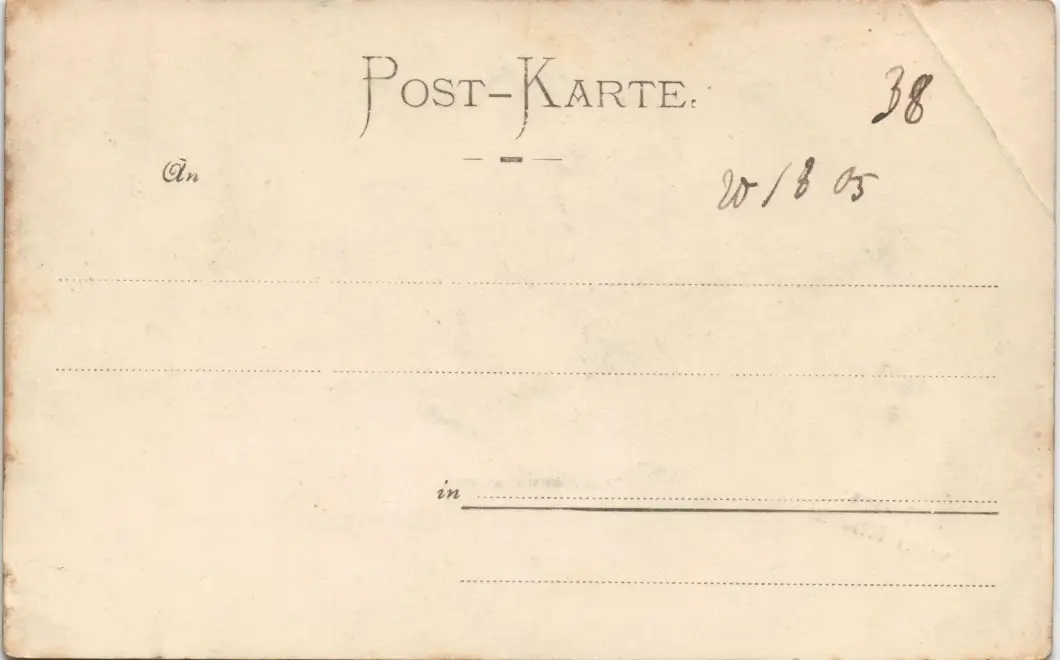 POST-KARTE.
38
An
20/8 05
in